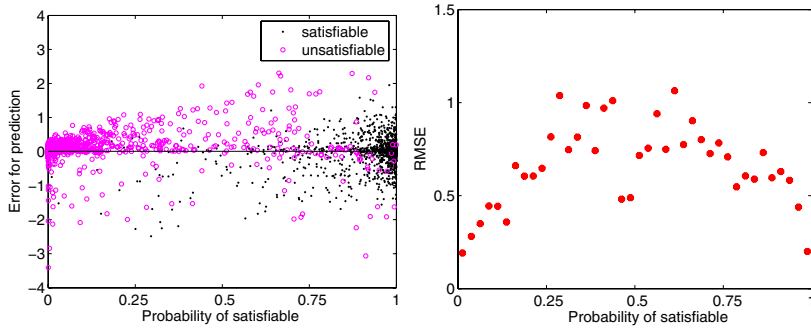 4
3
2
1
0
−1
−2
−3
−4
0 0.25 0.5 0.75 1
Error for prediction
Probability of satisfiable
satisfiable
unsatisfiable
1.5
1
0.5
0
0 0.25 0.5 0.75 1
RMSE
Probability of satisfiable